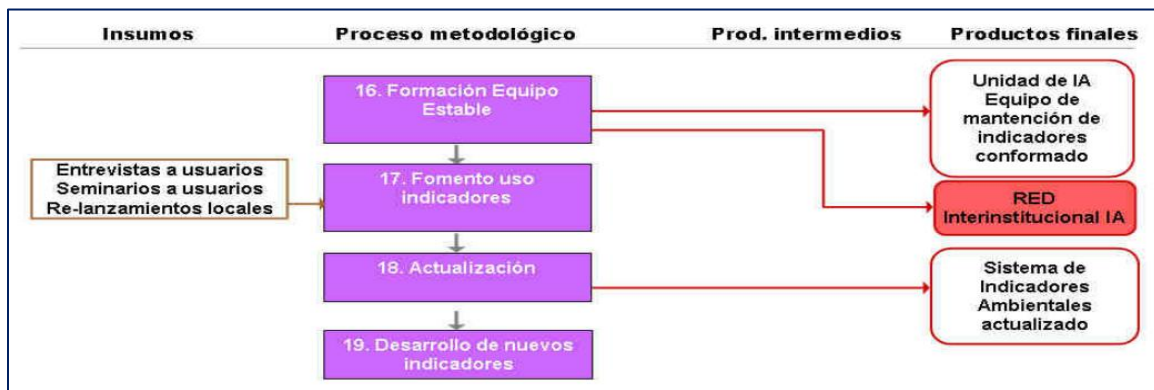 Insumos
Proceso metodológico
Prod. intermedios
Productos finales
16. Formación Equipo
Estable
Unidad de IA
Equipo de
mantención de
indicadores
conformado
Entrevistas a usuarios
Seminarios a usuarios
Re-lanzamientos locales
17. Fomento uso
indicadores
RED
Interinstitucional IA
18. Actualización
Sistema de
Indicadores
Ambientales
actualizado
19. Desarrollo de nuevos
indicadores